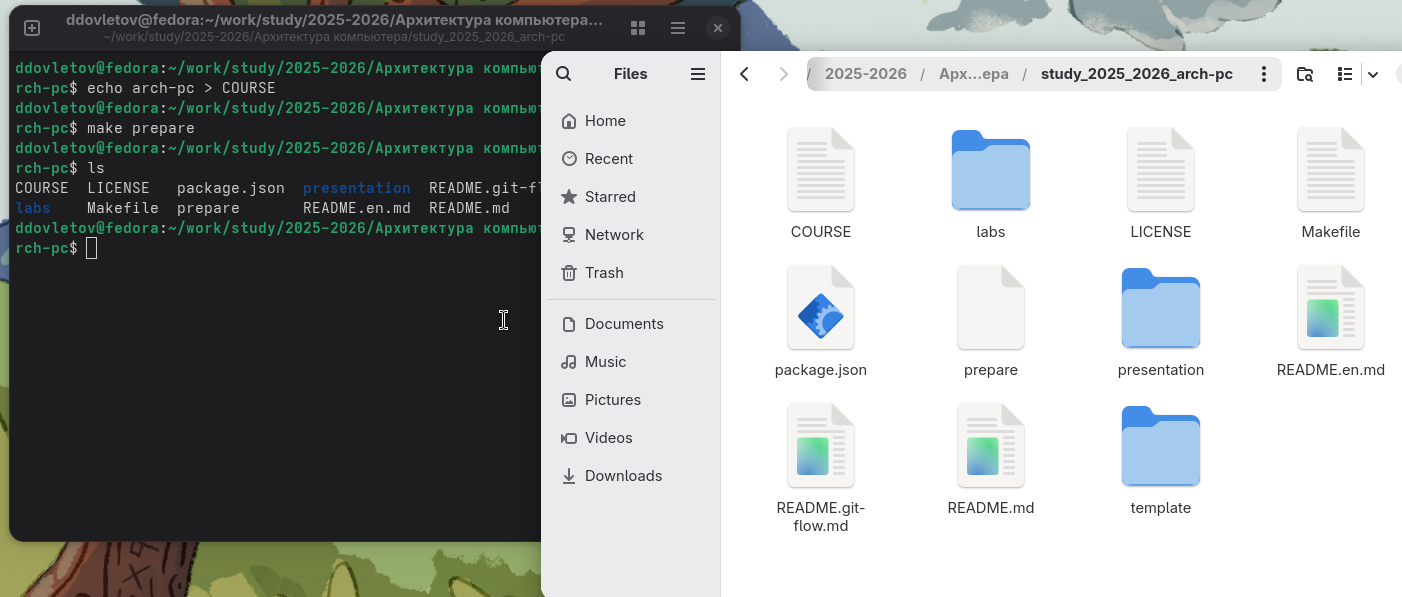 ddovletov@fedora:~/work/study/2025-2026/Архитектура компьютера...
~/work/study/2025-2026/Архитектура компьютера/study_2025_2026_arch-pc
ddovletov@fedora:~/work/study/2025-2026/Архитектура компьют
rch-pc$ echo arch-pc > COURSE
ddovletov@fedora:~/work/study/2025-2026/Архитектура компьют
rch-pc$ make prepare
ddovletov@fedora:~/work/study/2025-2026/Архитектура компьют
rch-pc$ ls
COURSE LICENSE package.json presentation README.git-fl
labs Makefile prepare README.en.md README.md
ddovletov@fedora:~/work/study/2025-2026/Архитектура компьют
rch-pc$
Files
Home
Recent
Starred
Network
Trash
Documents
Music
Pictures
Videos
Downloads
/ 2025-2026 / Арх...ера / study_2025_2026_arch-pc
COURSE labs LICENSE Makefile
package.json prepare presentation README.en.md
README.git-
flow.md
README.md template